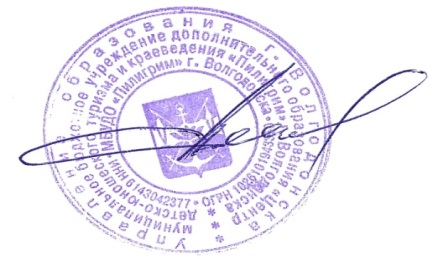 Управление образования г. Волгодонска
муниципальное бюджетное учреждение дополнительного образования «Центр
детско-юношеского туризма и краеведения «Пилигрим» г. Волгодонска
МБУДО «Пилигрим» г. Волгодонска
ИНН 6143042377 * ОГРН